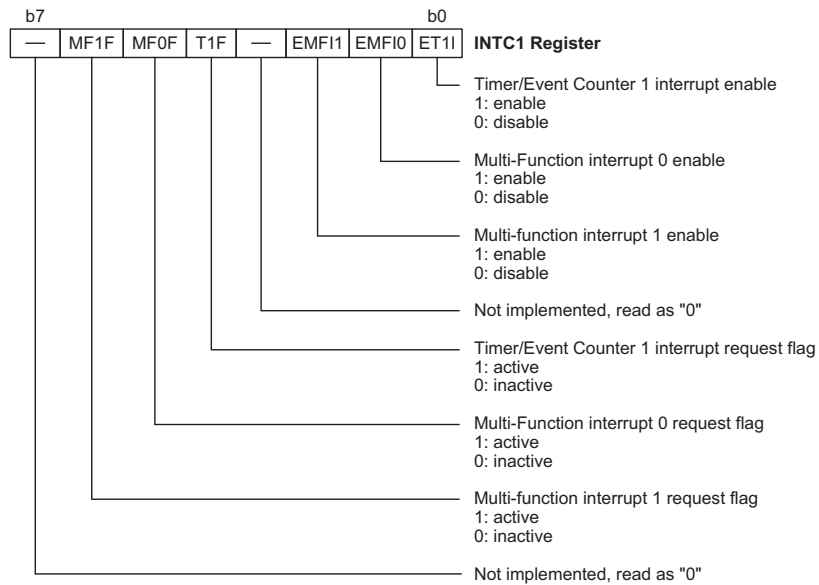 b7 b0
— MF1F MF0F T1F — EMFI1 EMFI0 ET1I INTC1 Register
Timer/Event Counter 1 interrupt enable
1: enable
0: disable
Multi-Function interrupt 0 enable
1: enable
0: disable
Multi-function interrupt 1 enable
1: enable
0: disable
Not implemented, read as "0"
Timer/Event Counter 1 interrupt request flag
1: active
0: inactive
Multi-Function interrupt 0 request flag
1: active
0: inactive
Multi-function interrupt 1 request flag
1: active
0: inactive
Not implemented, read as "0"